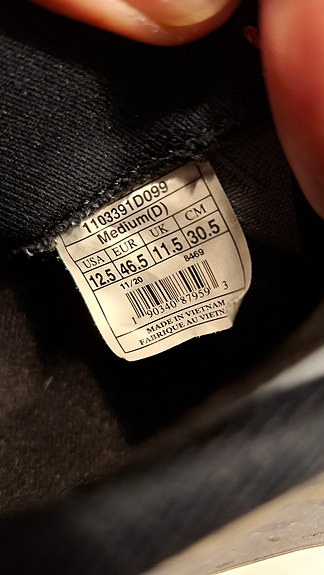 1103391D099
Medium(D)
USA EUR UK CM
12.5 46.5 11.5 30.5
11/20 8469
1 90340 87959 3
MADE IN VIETNAM
FABRIQUE AU VIETN